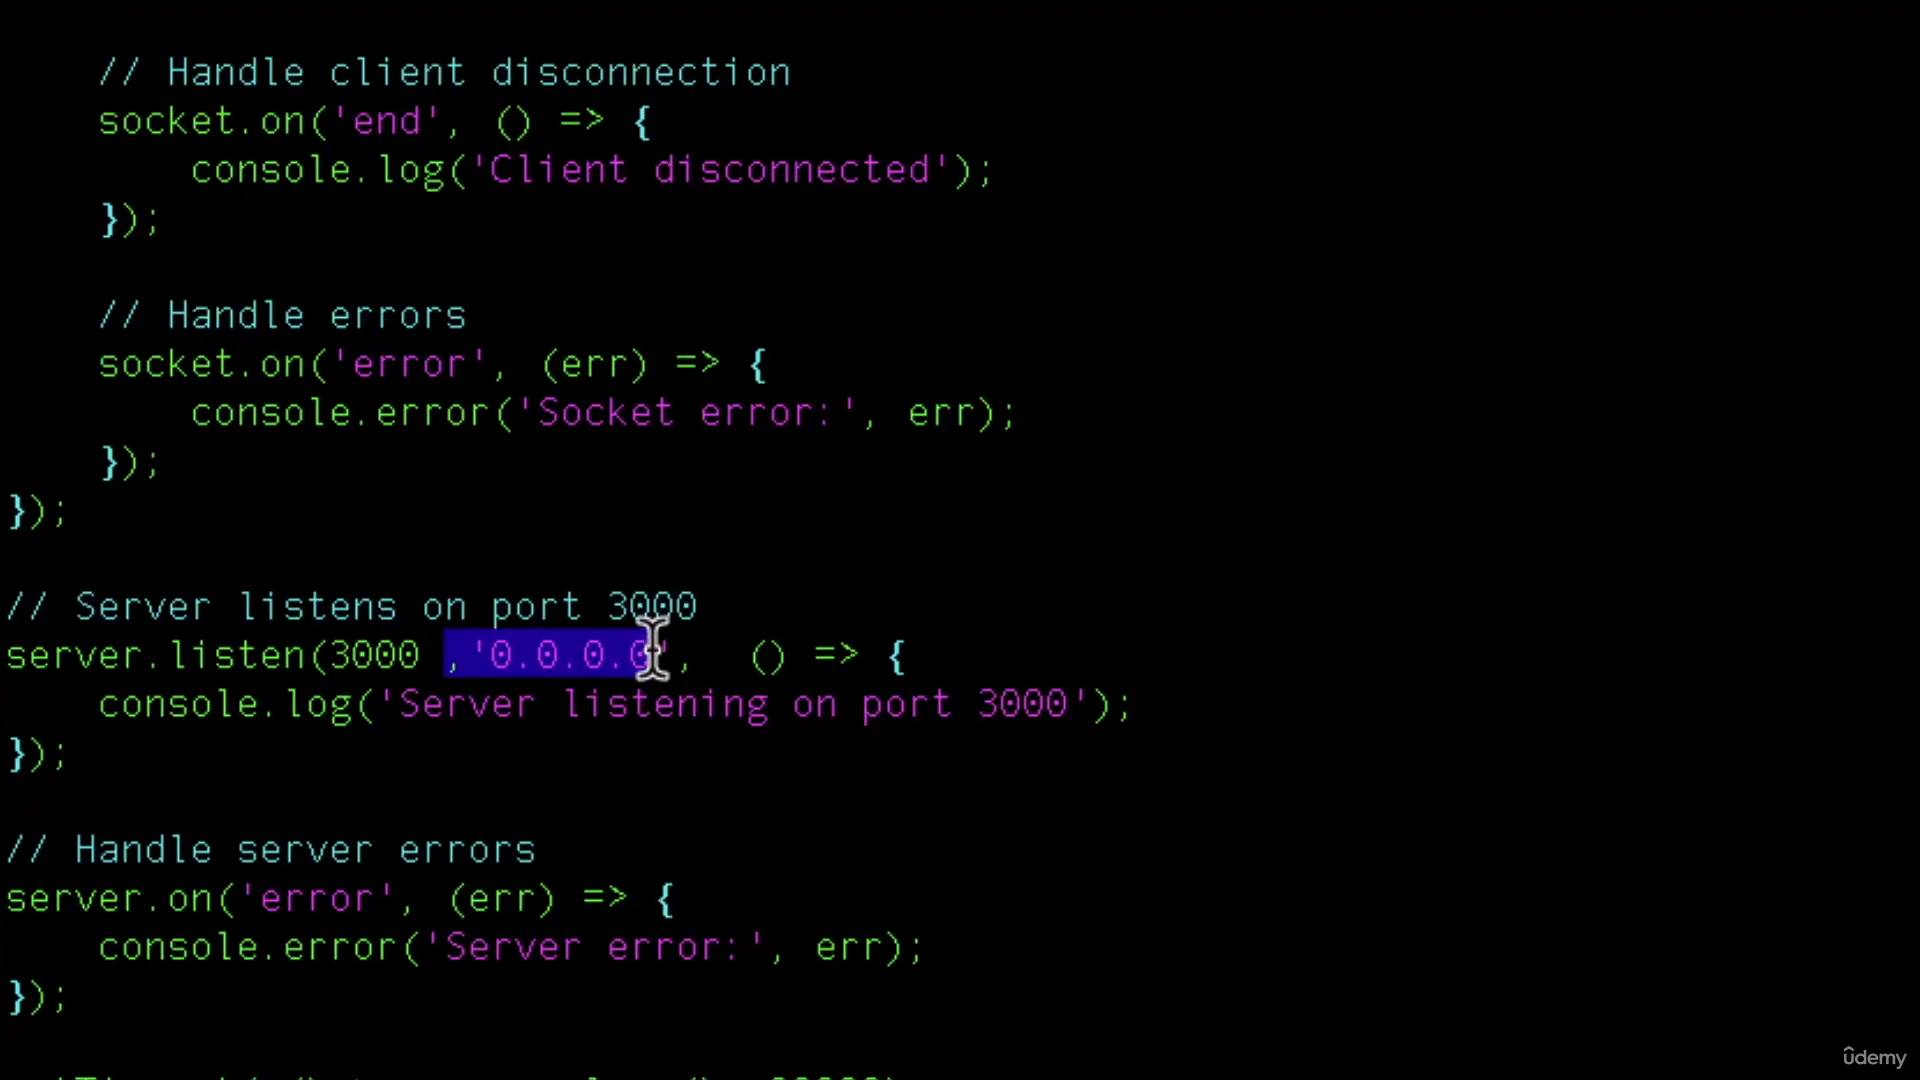 // Handle client disconnection
socket.on('end', () => {
console.log('Client disconnected');
});
// Handle errors
socket.on('error', (err) => {
console.error('Socket error:', err);
});
});
// Server listens on port 3000
server.listen(3000 ,'0.0.0.0', () => {
console.log('Server listening on port 3000');
});
// Handle server errors
server.on('error', (err) => {
console.error('Server error:', err);
});
ûdemy